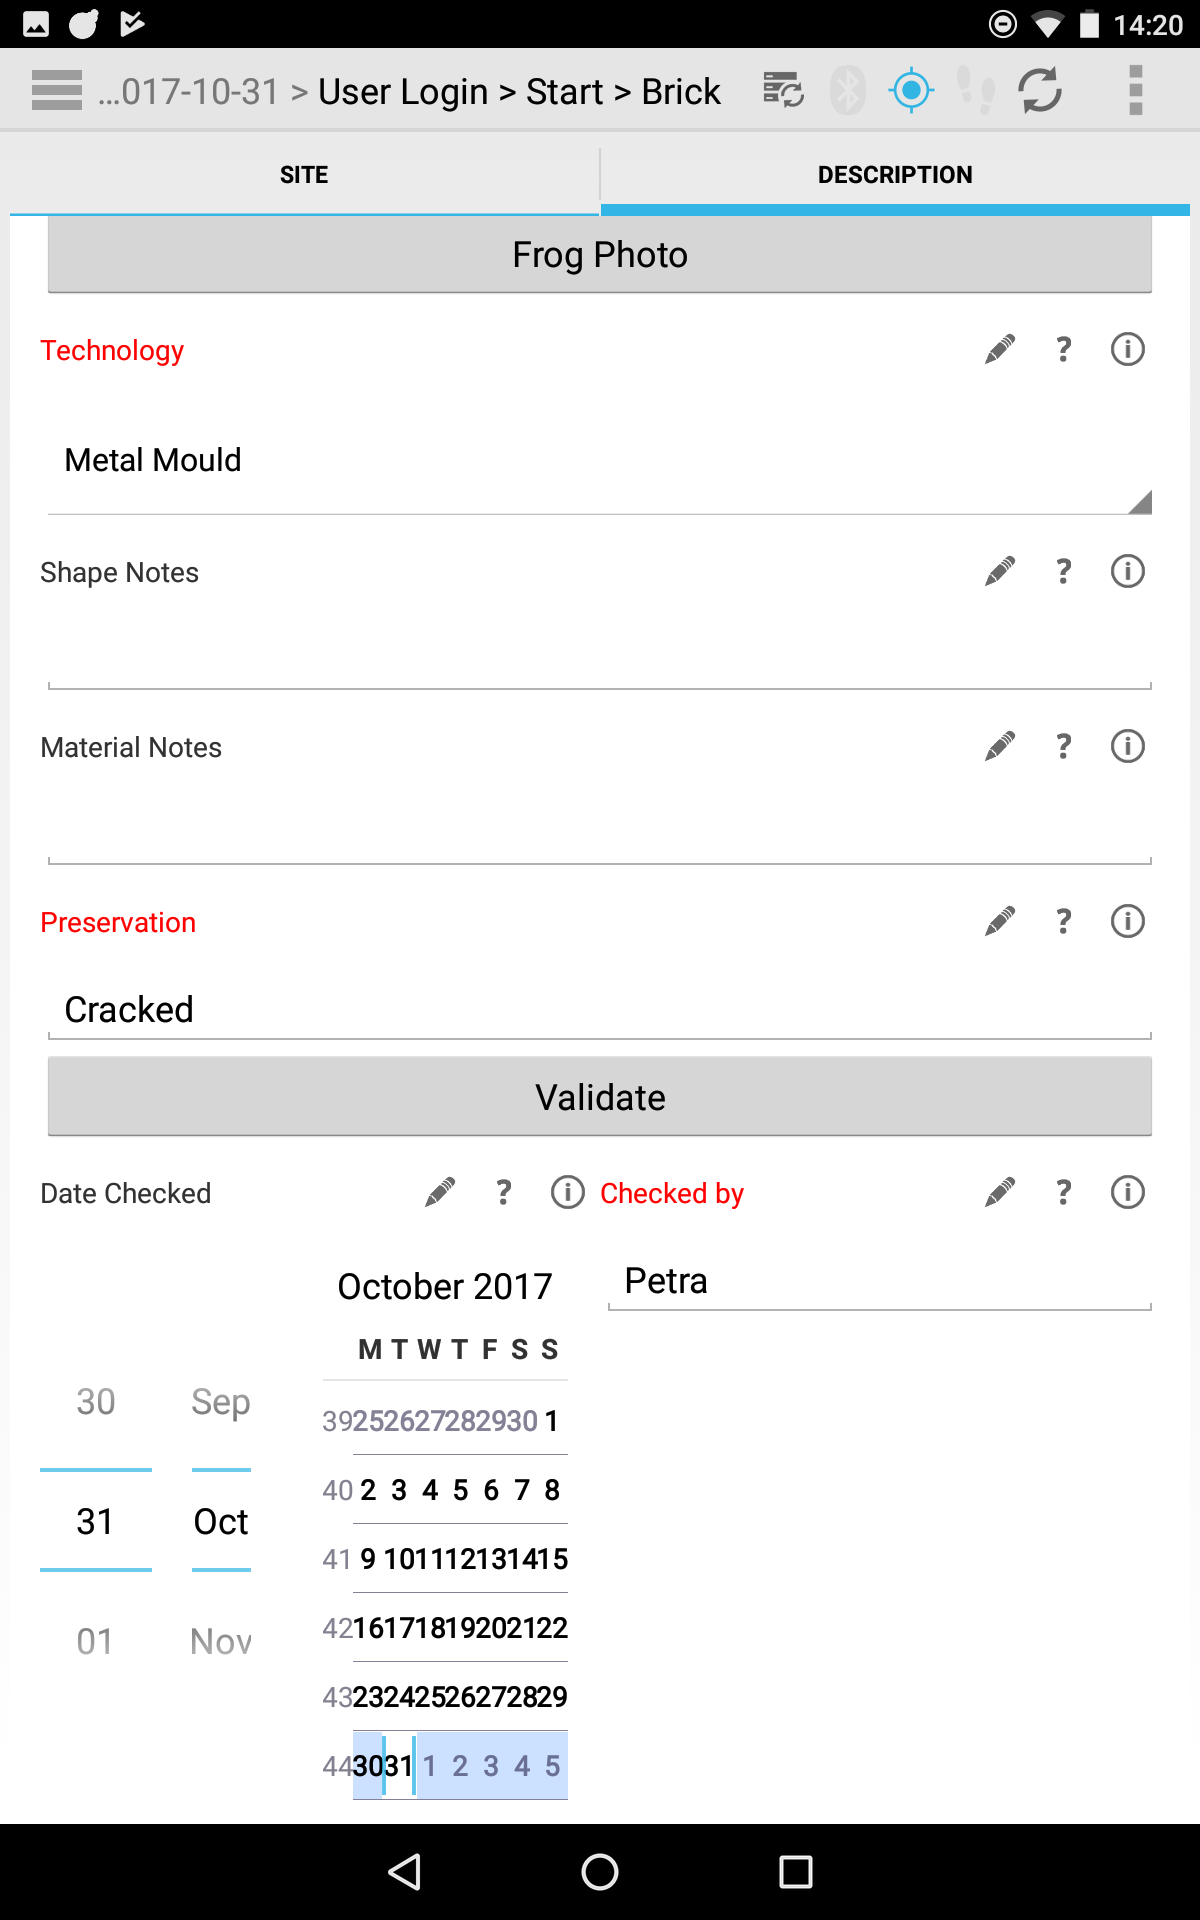 14:20
...017-10-31 > User Login > Start > Brick
SITE
DESCRIPTION
Frog Photo
Technology ? i
Metal Mould
Shape Notes ? i
Material Notes ? i
Preservation ? i
Cracked
Validate
Date Checked ? i Checked by ? i
October 2017
Petra
M T W T F S S
30 Sep
31 Oct
01 Nov
39 25 26 27 28 29 30 1
40 2 3 4 5 6 7 8
41 9 10 11 12 13 14 15
42 16 17 18 19 20 21 22
43 23 24 25 26 27 28 29
44 30 31 1 2 3 4 5